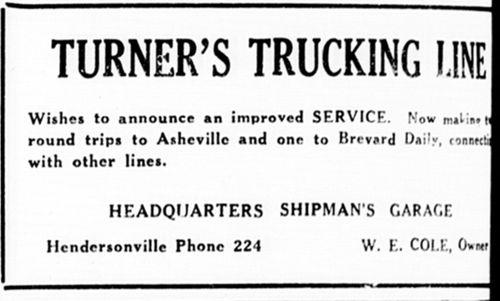 TURNER'S TRUCKING LINE
Wishes to announce an improved SERVICE. Now making
round trips to Asheville and one to Brevard Daily,
with other lines.
HEADQUARTERS SHIPMAN'S GARAGE
Hendersonville Phone 224 W. E. COLE, Owner